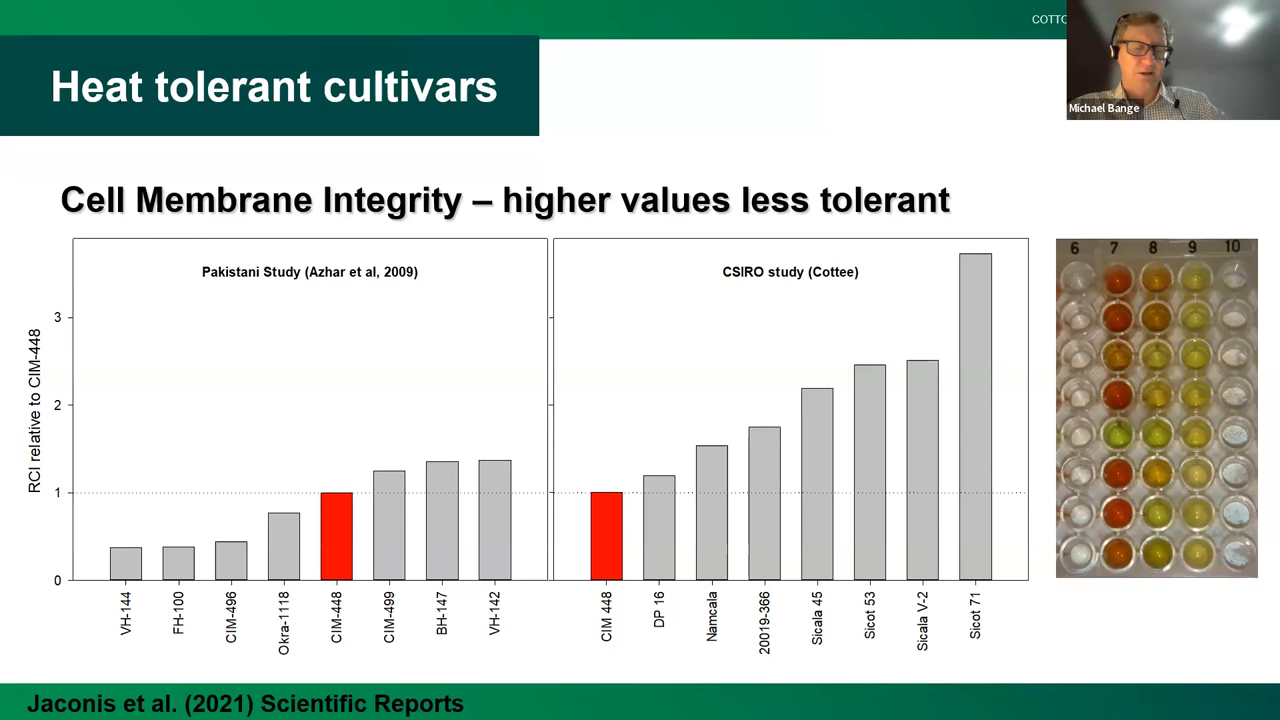 COTTO
Heat tolerant cultivars
Michael Bange
Cell Membrane Integrity – higher values less tolerant
Pakistani Study (Azhar et al, 2009)
CSIRO study (Cottee)
RCI relative to CIM-448
3
2
1
0
VH-144
FH-100
CIM-496
Okra-1118
CIM-448
CIM-499
BH-147
VH-142
CIM 448
DP 16
Namcala
20019-366
Sicala 45
Sicot 53
Sicala V-2
Sicot 71
6 7 8 9 10
Jaconis et al. (2021) Scientific Reports